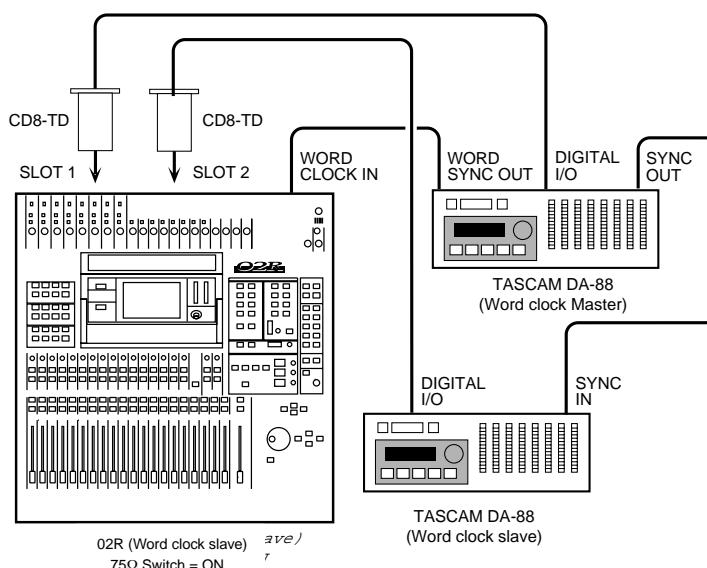 CD8-TD
CD8-TD
SLOT 1
SLOT 2
WORD
CLOCK IN
WORD
SYNC OUT
DIGITAL
I/O
SYNC
OUT
02R
TASCAM DA-88
(Word clock Master)
DIGITAL
I/O
SYNC
IN
TASCAM DA-88
(Word clock slave)
02R (Word clock slave)
ave)
75Ω Switch = ON